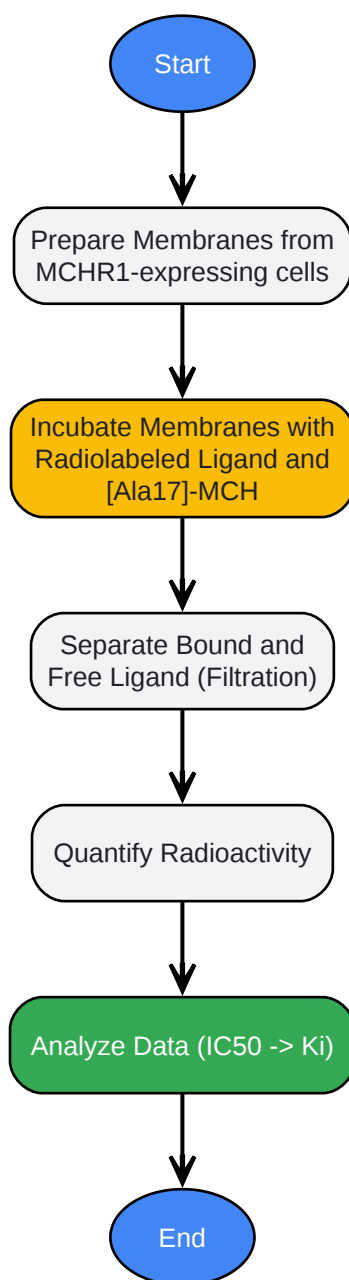 Start
Prepare Membranes from
MCHR1-expressing cells
Incubate Membranes with
Radiolabeled Ligand and
[Ala17]-MCH
Separate Bound and
Free Ligand (Filtration)
Quantify Radioactivity
Analyze Data (IC50 -> Ki)
End